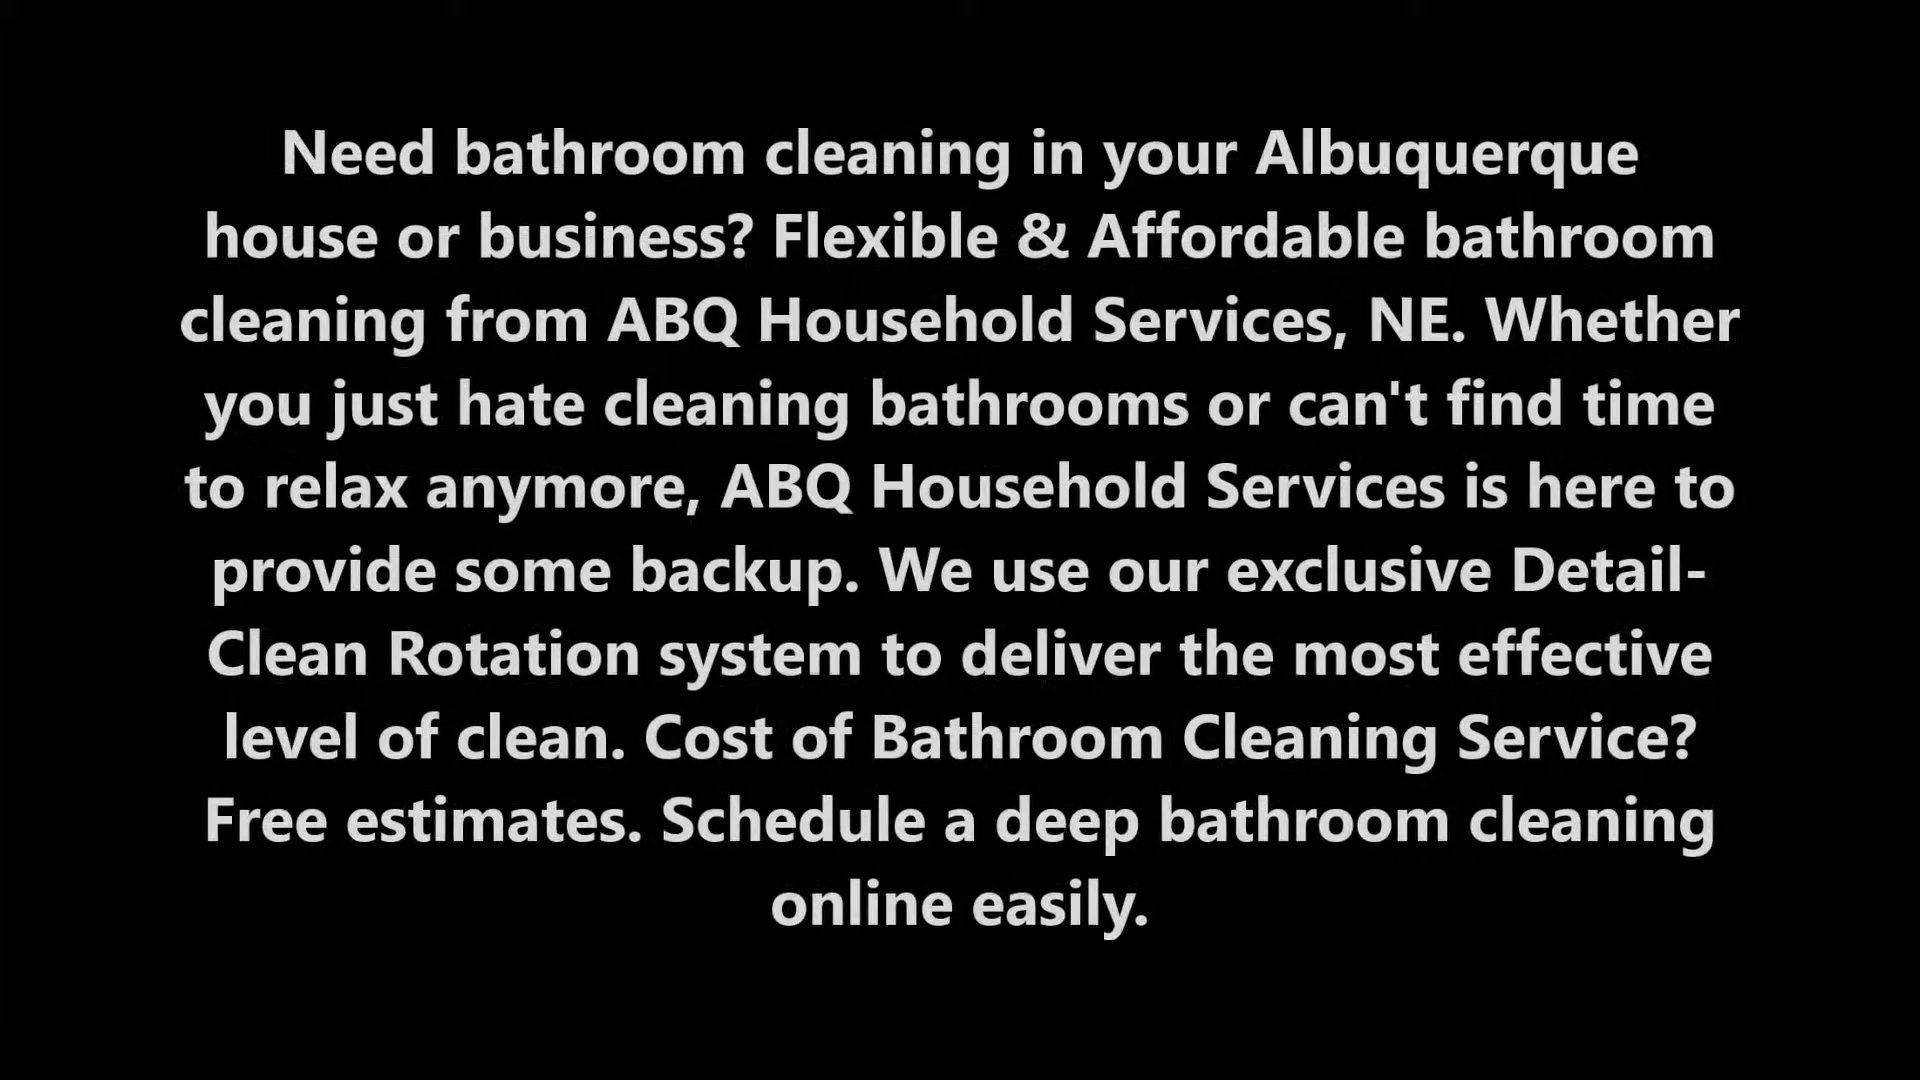 Need bathroom cleaning in your Albuquerque
house or business? Flexible & Affordable bathroom
cleaning from ABQ Household Services, NE. Whether
you just hate cleaning bathrooms or can't find time
to relax anymore, ABQ Household Services is here to
provide some backup. We use our exclusive Detail-
Clean Rotation system to deliver the most effective
level of clean. Cost of Bathroom Cleaning Service?
Free estimates. Schedule a deep bathroom cleaning
online easily.